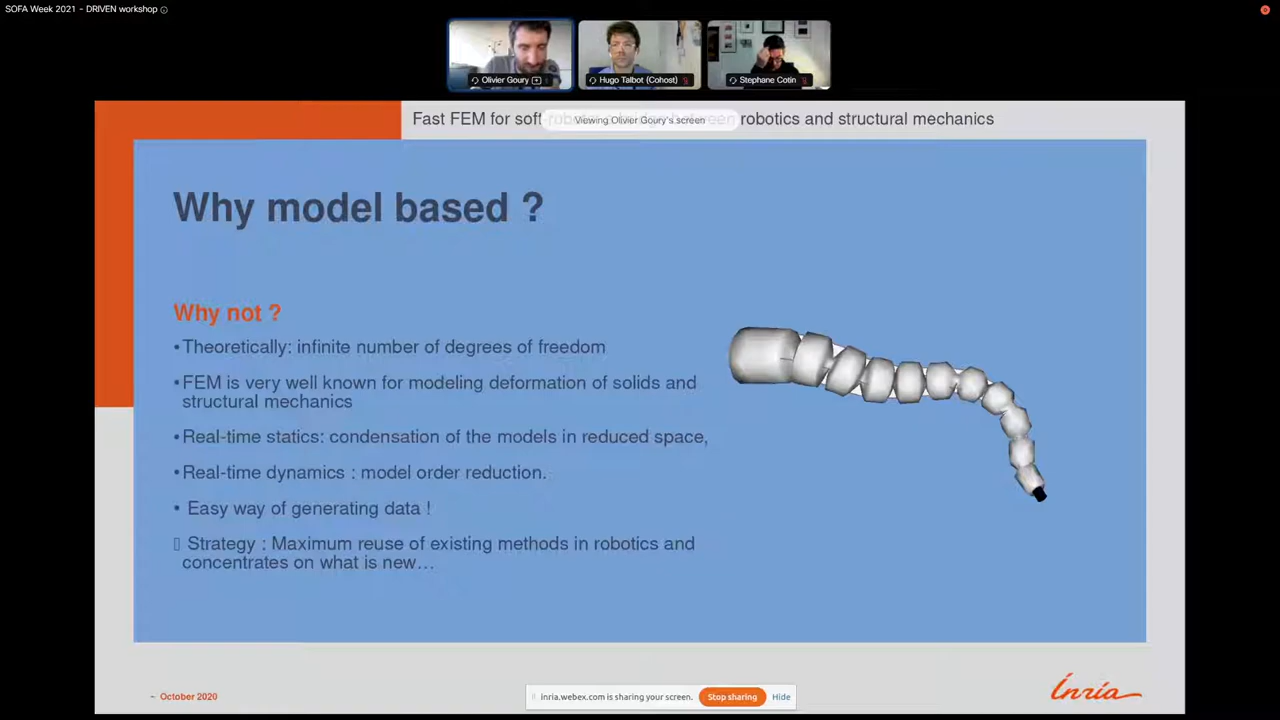 SOFA Week 2021 - DRIVEN workshop
Olivier Goury
Hugo Talbot (Cohost)
Stephane Cotin
Fast FEM for soft robotics and structural mechanics
Viewing Olivier Goury's screen
Why model based ?
Why not ?
•Theoretically: infinite number of degrees of freedom
•FEM is very well known for modeling deformation of solids and
structural mechanics
•Real-time statics: condensation of the models in reduced space,
•Real-time dynamics : model order reduction.
• Easy way of generating data !
Strategy : Maximum reuse of existing methods in robotics and
concentrates on what is new…
– October 2020
inria.webex.com is sharing your screen.
Stop sharing
Hide
Inria